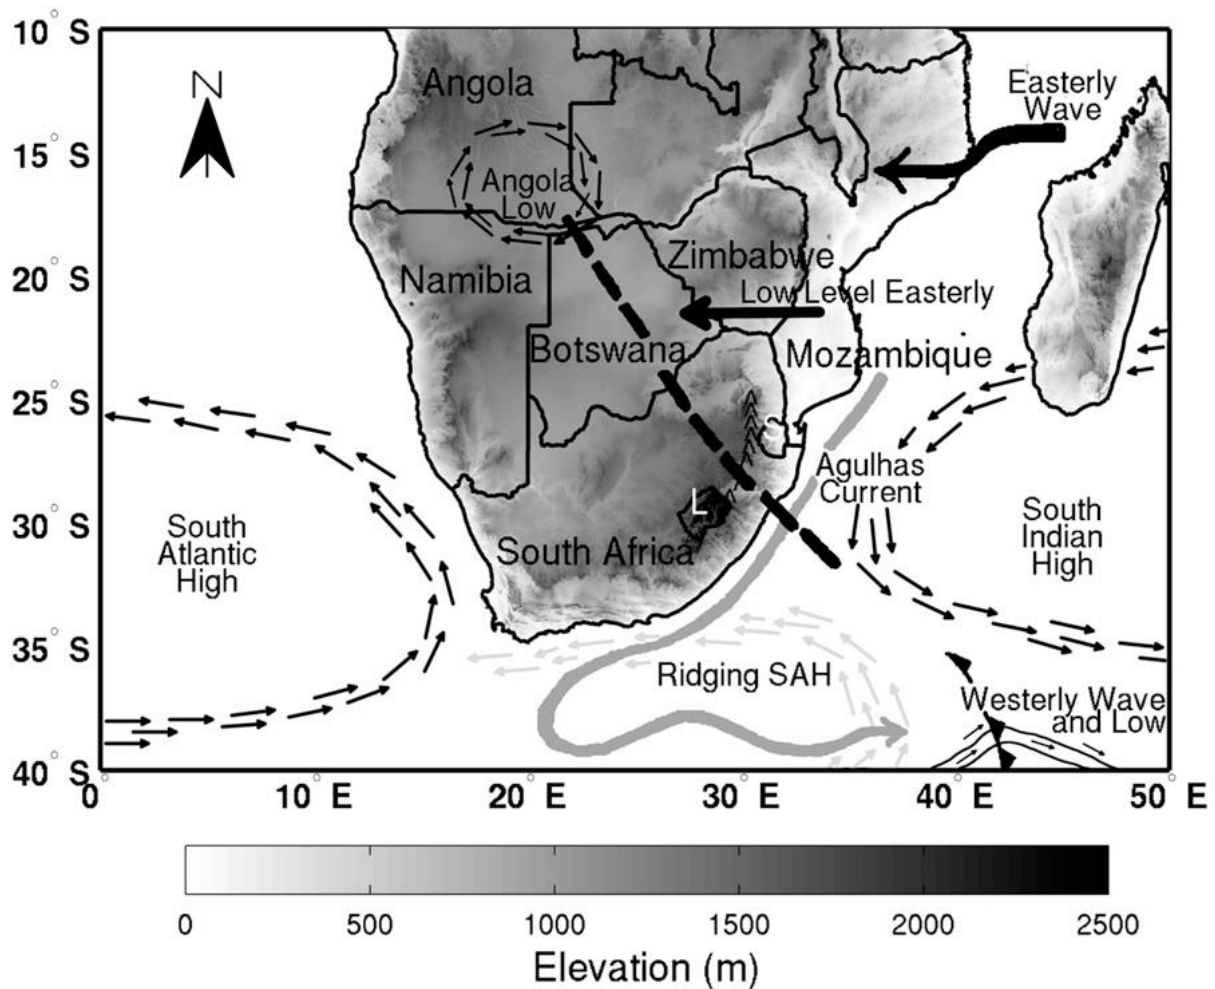 10° S
N
Angola
Easterly
Wave
15° S
Angola
Low
Zimbabwe
20° S
Namibia
Low Level Easterly
Botswana
Mozambique
25° S
S
Agulhas
Current
L
30° S
South
Atlantic
High
South
Indian
High
South Africa
35° S
Ridging SAH
Westerly Wave
and Low
40° S
0° 10° E 20° E 30° E 40° E 50° E
0 500 1000 1500 2000 2500
Elevation (m)